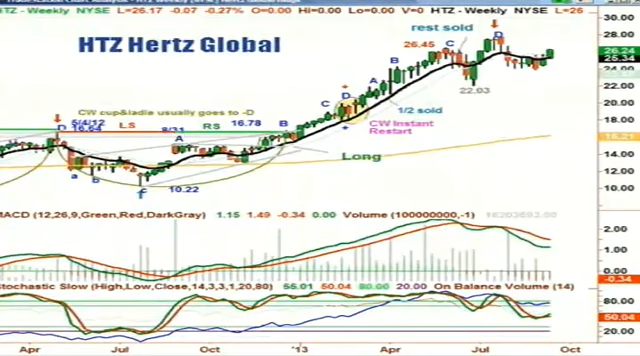 HTZ - Weekly NYSE L=26.17 -0.07 -0.27% O=0.00 Hi=0.00 Lo=0.00 V=0 HTZ - Weekly NYSE L=26
HTZ Hertz Global
rest sold
D
30.00
28.00
26.45 C
26.24
25.34
B
A
22.03
22.00
20.00
CW cup&ladle usually goes to -D
C D
1/2 sold
18.00
5/4/12
D 16.64 LS 8/31 RS 16.78 B
CW Instant
Restart
16.21
A
Long
14.00
a b
12.00
c 10.22
10.00
MACD (12,26,9,Green,Red,DarkGray) 1.15 1.49 -0.34 0.00 Volume (100000000,-1)
2.00
1.00
0.00
-0.34
Stochastic Slow (High,Low,Close,14,3,3,1,20,80) 55.01 50.04 80.00 20.00 On Balance Volume (14)
80.00
50.04
20.00
Apr Jul Oct '13 Apr Jul Oct